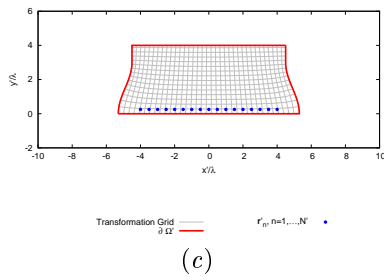 6
4
2
0
-2
y'/λ
-10 -8 -6 -4 -2 0 2 4 6 8 10
x'/λ
Transformation Grid
∂ Ω'
r'n, n=1,...,N'
(c)